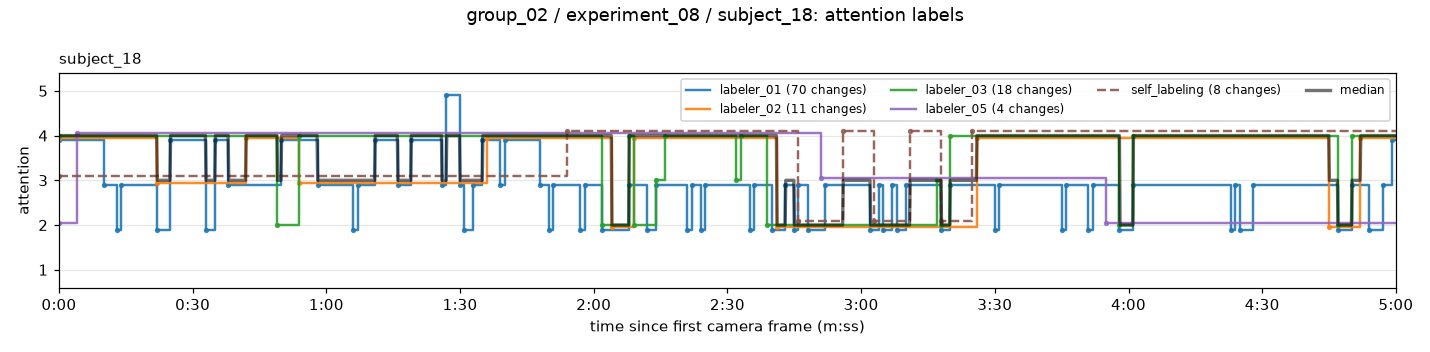 group_02 / experiment_08 / subject_18: attention labels
subject_18
labeler_01 (70 changes)
labeler_02 (11 changes)
labeler_03 (18 changes)
labeler_05 (4 changes)
self_labeling (8 changes)
median
attention
5
4
3
2
1
0:00 0:30 1:00 1:30 2:00 2:30 3:00 3:30 4:00 4:30 5:00
time since first camera frame (m:ss)